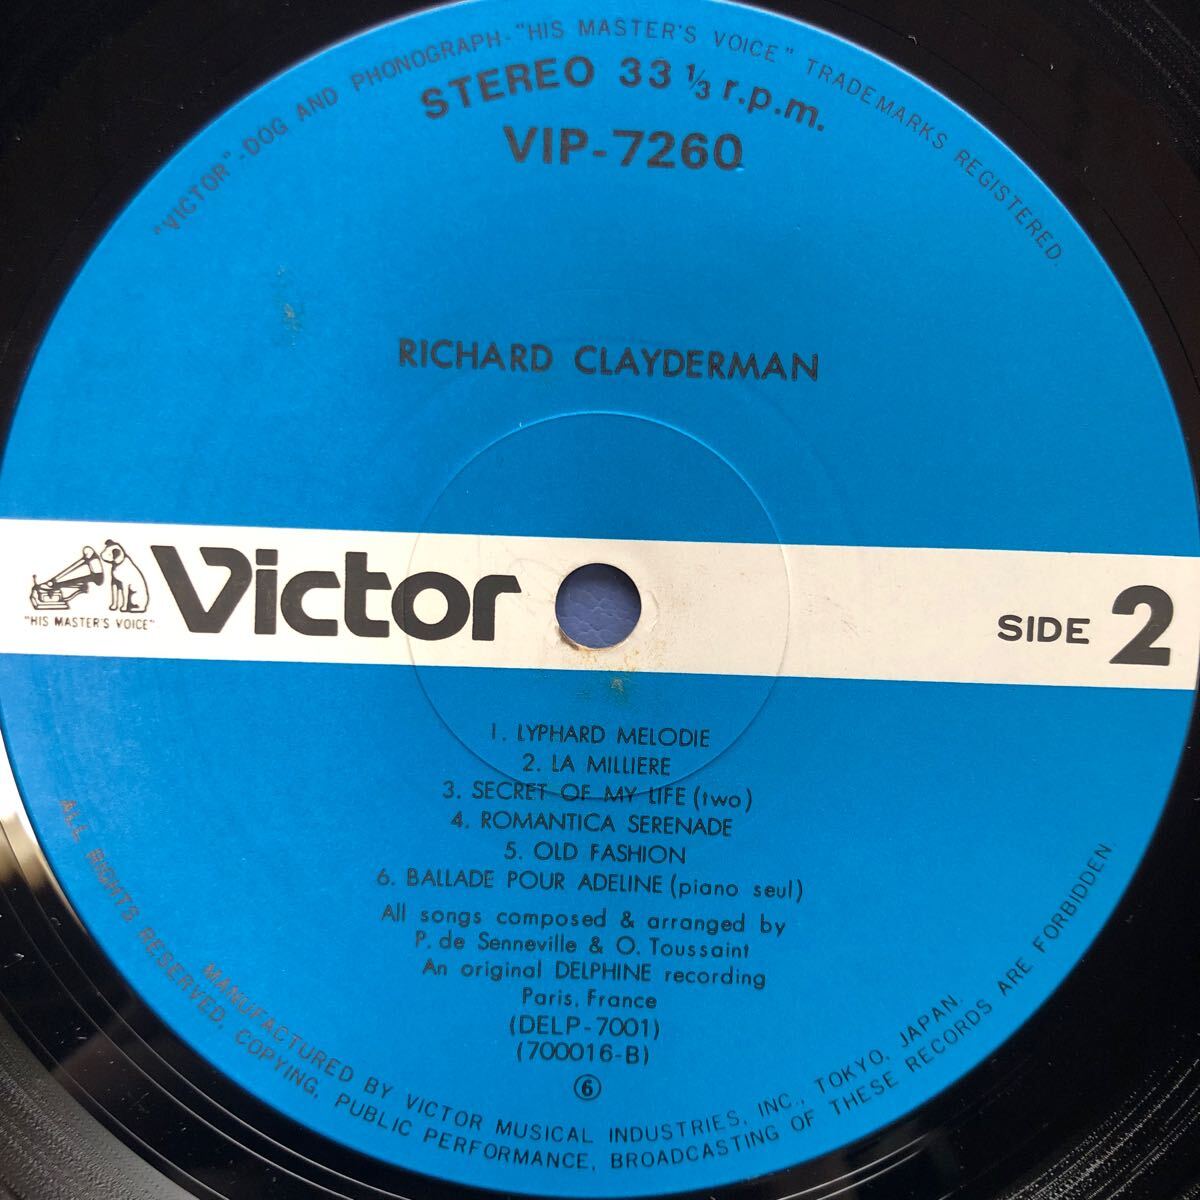 "VICTOR"-DOG AND PHONOGRAPH-"HIS MASTER'S VOICE" TRADEMARKS REGISTERED.
STEREO 33 ⅓ r.p.m.
VIP-7260
RICHARD CLAYDERMAN
"HIS MASTER'S VOICE"
Victor
SIDE 2
1. LYPHARD MELODIE
2. LA MILLIERE
3. SECRET OF MY LIFE (two)
4. ROMANTICA SERENADE
5. OLD FASHION
6. BALLADE POUR ADELINE (piano seul)
All songs composed & arranged by
P. de Senneville & O. Toussaint
An original DELPHINE recording
Paris, France
(DELP-7001)
(700016-B)
⑥
MANUFACTURED BY VICTOR MUSICAL INDUSTRIES, INC., TOKYO, JAPAN.
ALL RIGHTS RESERVED. COPYING, PUBLIC PERFORMANCE, BROADCASTING OF THESE RECORDS ARE FORBIDDEN